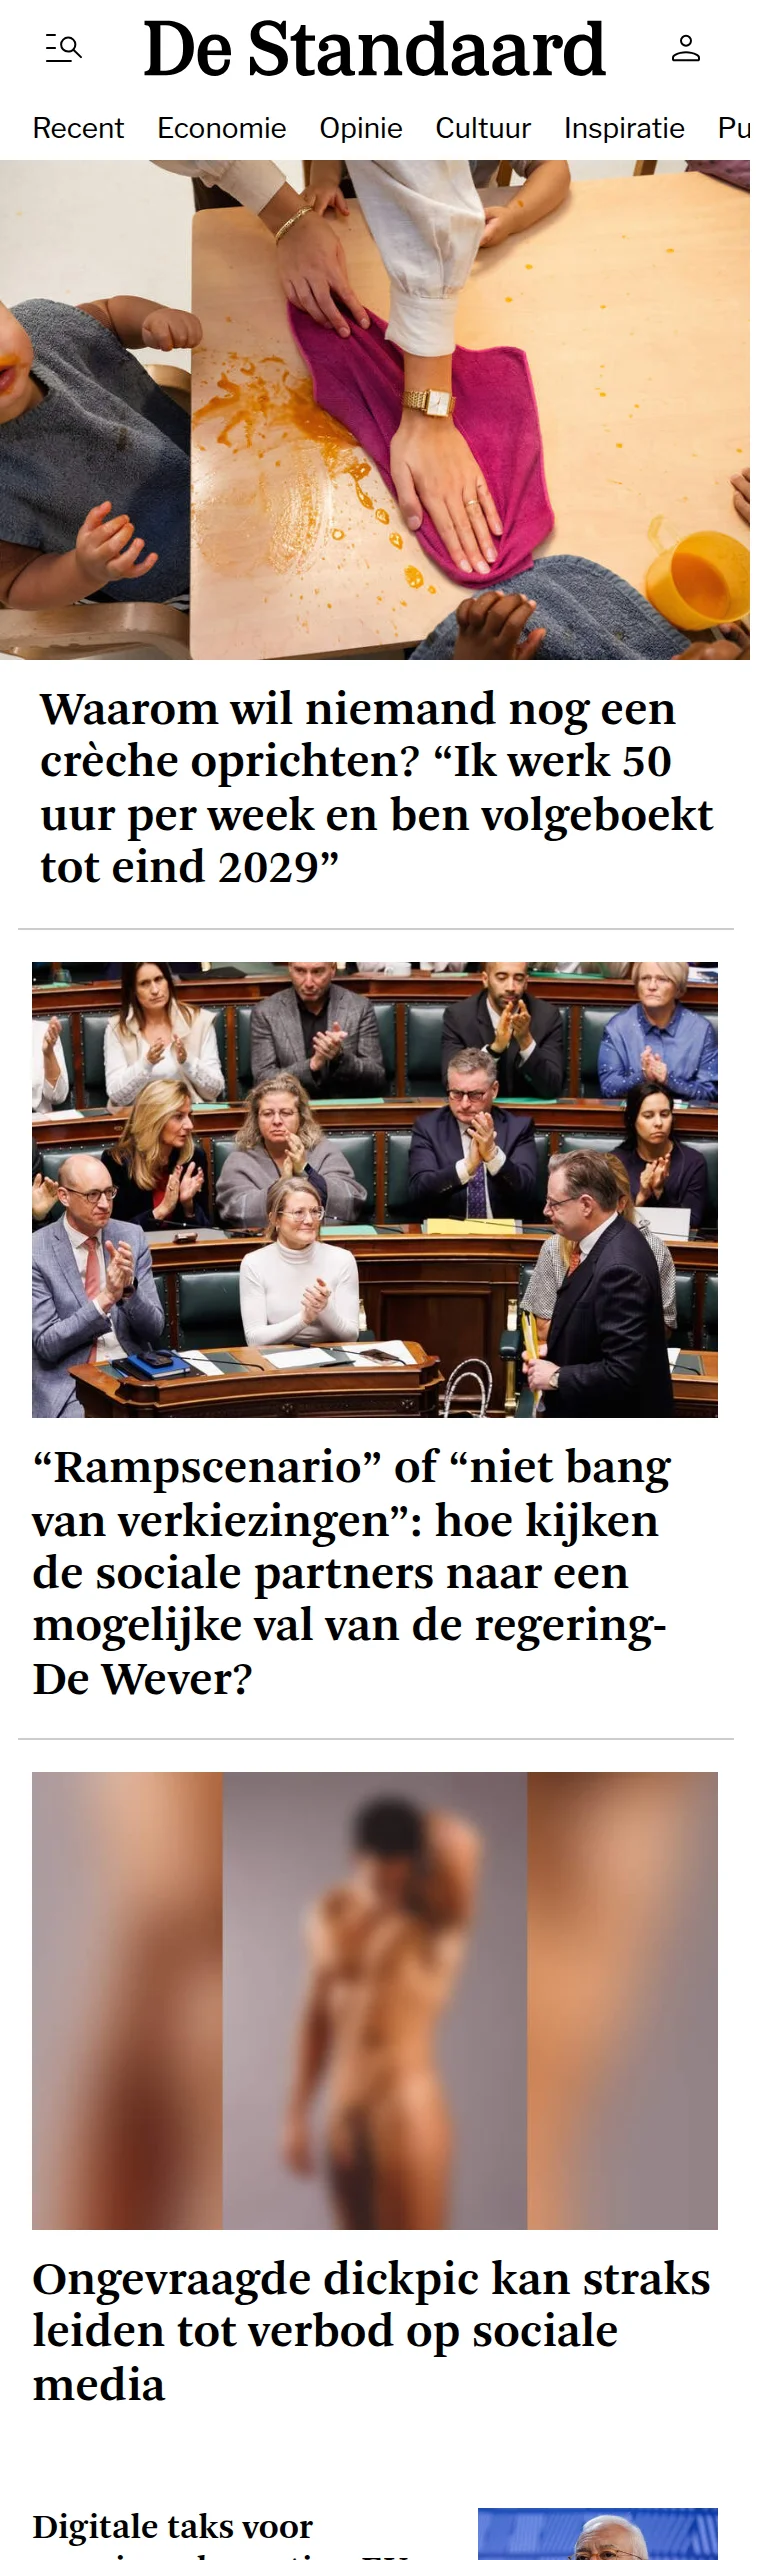 De Standaard
Recent Economie Opinie Cultuur Inspiratie Pu
Waarom wil niemand nog een
crèche oprichten? “Ik werk 50
uur per week en ben volgeboekt
tot eind 2029”
“Rampscenario” of “niet bang
van verkiezingen”: hoe kijken
de sociale partners naar een
mogelijke val van de regering-
De Wever?
Ongevraagde dickpic kan straks
leiden tot verbod op sociale
media
Digitale taks voor